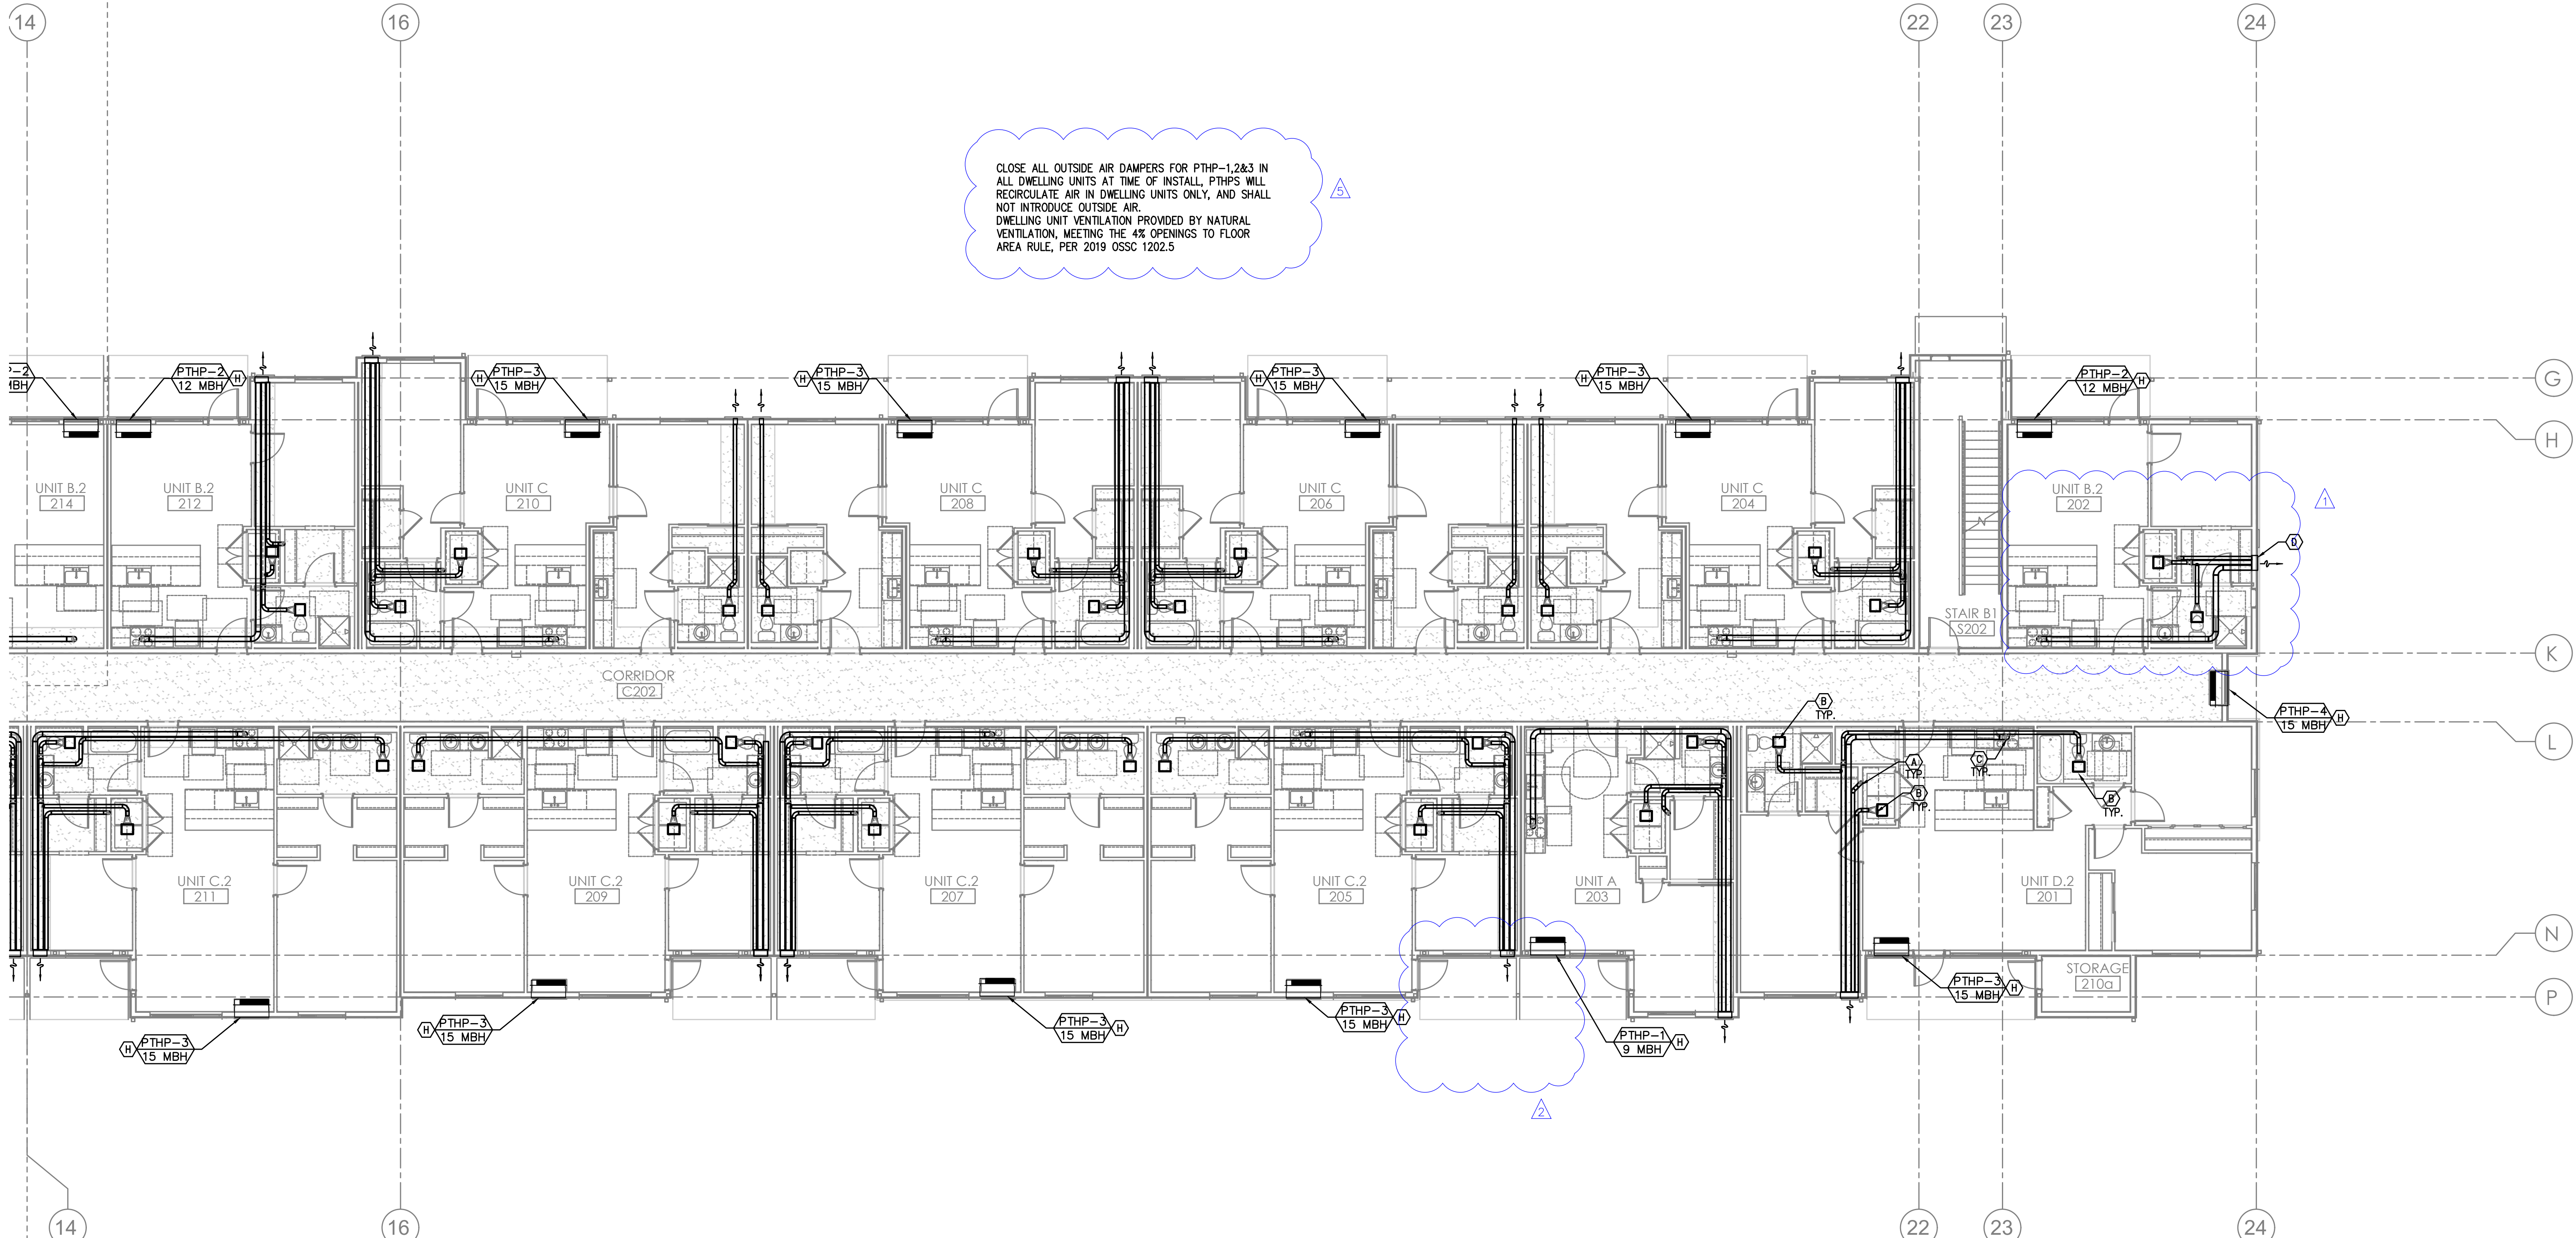 14
16
22
23
24
CLOSE ALL OUTSIDE AIR DAMPERS FOR PTHP-1,2&3 IN
ALL DWELLING UNITS AT TIME OF INSTALL, PTHPS WILL
RECIRCULATE AIR IN DWELLING UNITS ONLY, AND SHALL
NOT INTRODUCE OUTSIDE AIR.
DWELLING UNIT VENTILATION PROVIDED BY NATURAL
VENTILATION, MEETING THE 4% OPENINGS TO FLOOR
AREA RULE, PER 2019 OSSC 1202.5
5
P-2
MBH
PTHP-2
12 MBH
H
H
PTHP-3
15 MBH
H
PTHP-3
15 MBH
H
PTHP-3
15 MBH
H
PTHP-3
15 MBH
PTHP-2
12 MBH
H
G
H
UNIT B.2
214
UNIT B.2
212
UNIT C
210
UNIT C
208
UNIT C
206
UNIT C
204
UNIT B.2
202
1
D
STAIR B1
S202
K
CORRIDOR
C202
B
TYP.
PTHP-4
15 MBH
H
L
A
TYP.
C
TYP.
B
TYP.
B
TYP.
UNIT C.2
211
UNIT C.2
209
UNIT C.2
207
UNIT C.2
205
UNIT A
203
UNIT D.2
201
N
STORAGE
210a
PTHP-3
15 MBH
H
P
H
PTHP-3
15 MBH
H
PTHP-3
15 MBH
PTHP-3
15 MBH
H
PTHP-3
15 MBH
H
PTHP-1
9 MBH
H
2
14
16
22
23
24